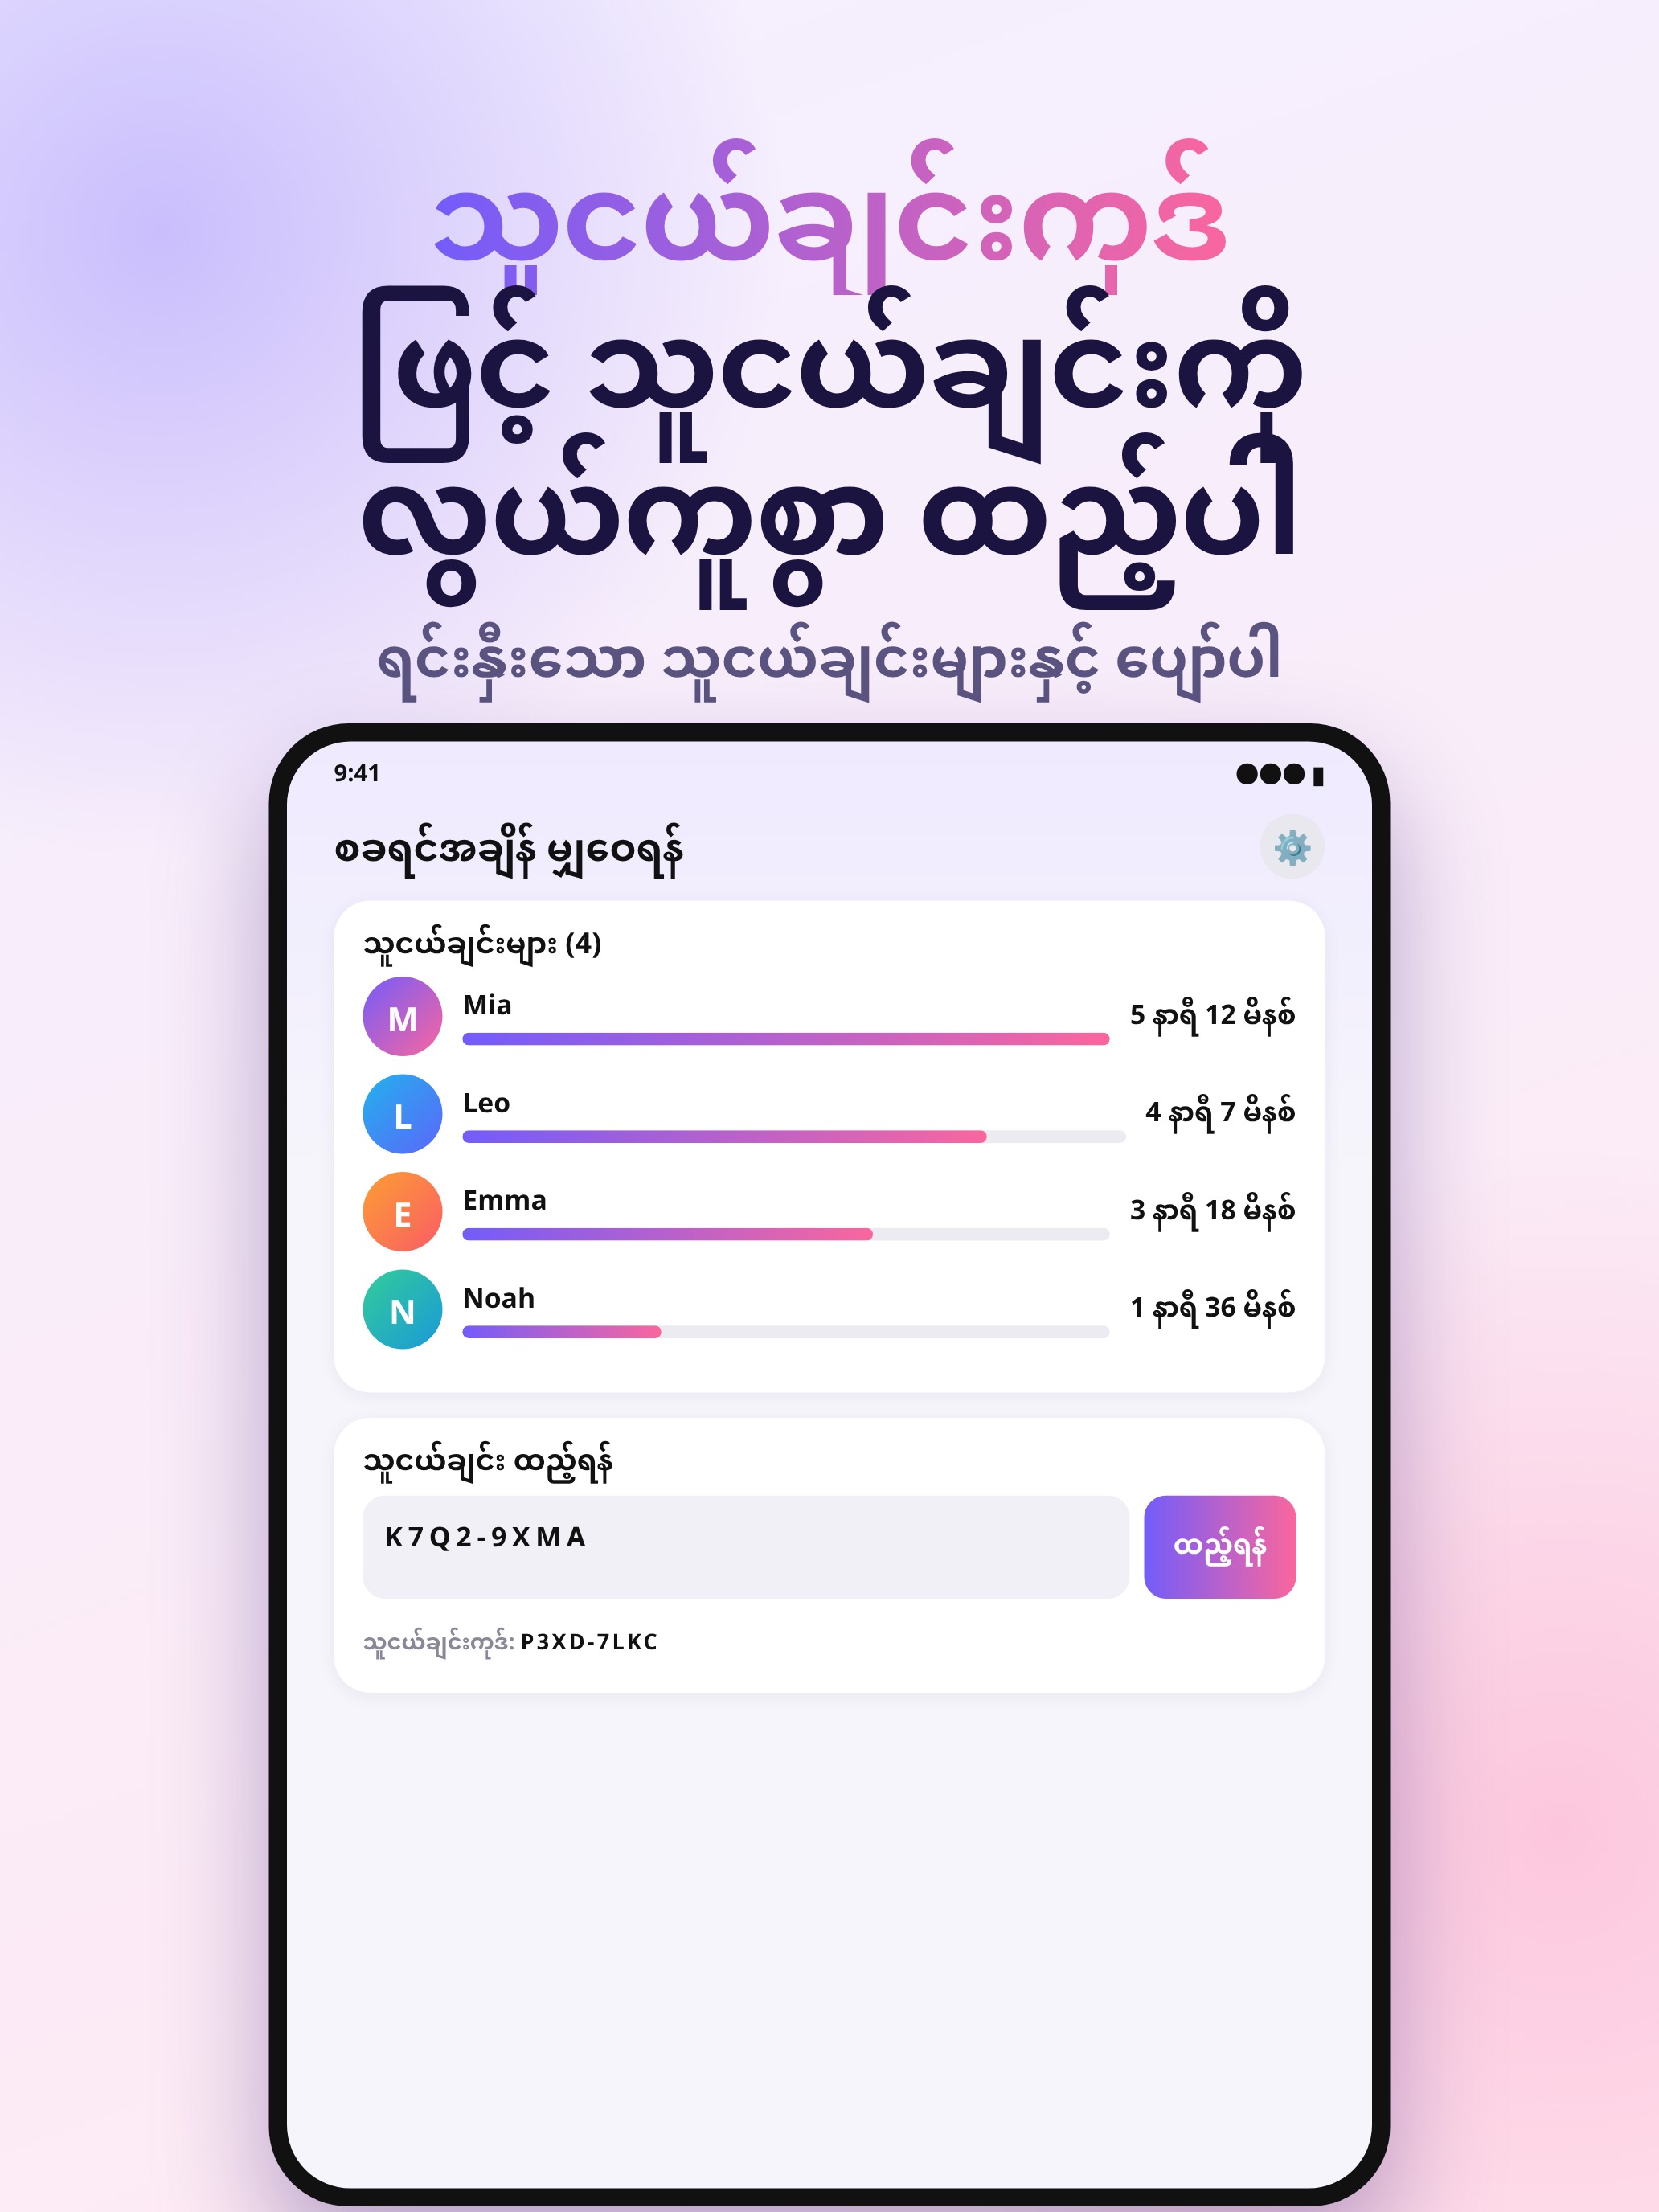 သူငယ်ချင်းကုဒ်
ဖြင့် သူငယ်ချင်းကို
လွယ်ကူစွာ ထည့်ပါ
ရင်းနှီးသော သူငယ်ချင်းများနှင့် ပျော်ပါ
9:41
စခရင်အချိန် မျှဝေရန်
သူငယ်ချင်းများ (4)
M
Mia
5 နာရီ 12 မိနစ်
L
Leo
4 နာရီ 7 မိနစ်
E
Emma
3 နာရီ 18 မိနစ်
N
Noah
1 နာရီ 36 မိနစ်
သူငယ်ချင်း ထည့်ရန်
K7Q2-9XMA
ထည့်ရန်
သူငယ်ချင်းကုဒ်: P3XD-7LKC